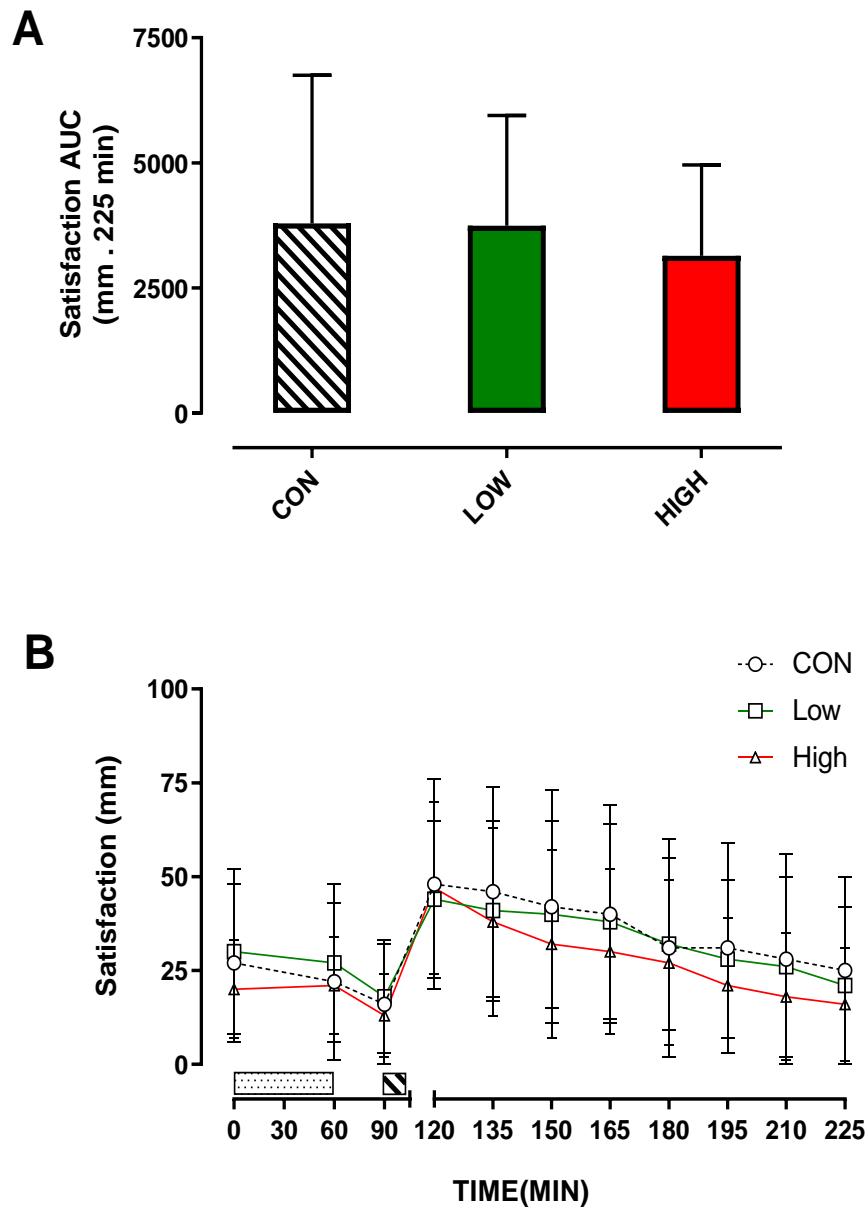 A
Satisfaction AUC
(mm . 225 min)
7500
5000
2500
0
CON
LOW
HIGH
B
CON
Low
High
Satisfaction (mm)
100
75
50
25
0
0 30 60 90 120 135 150 165 180 195 210 225
TIME(MIN)